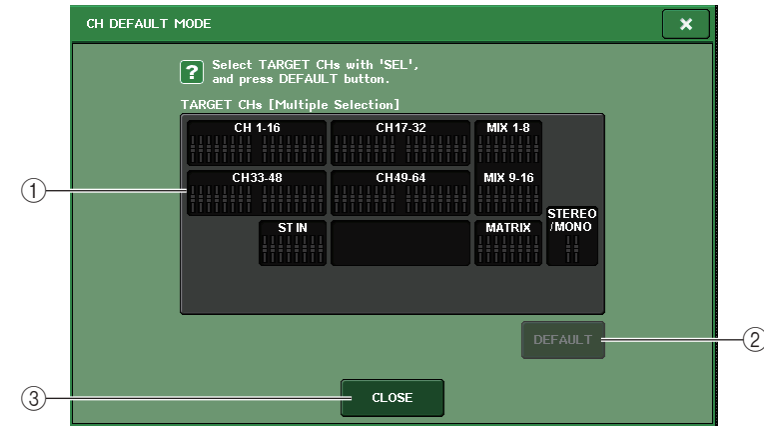 CH DEFAULT MODE
×
? Select TARGET CHs with 'SEL',
and press DEFAULT button.
TARGET CHs [Multiple Selection]
CH 1-16 CH17-32 MIX 1-8
① CH33-48 CH49-64 MIX 9-16
ST IN MATRIX STEREO
/MONO
DEFAULT ②
③ CLOSE